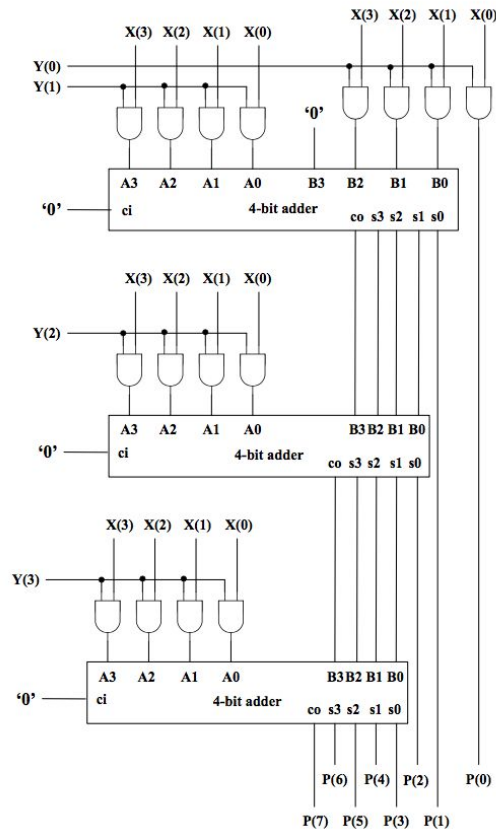 X(3) X(2) X(1) X(0) X(3) X(2) X(1) X(0)
Y(0)
Y(1)
‘0’
A3 A2 A1 A0 B3 B2 B1 B0
‘0’ ci 4-bit adder
co s3 s2 s1 s0
X(3) X(2) X(1) X(0)
Y(2)
A3 A2 A1 A0 B3 B2 B1 B0
‘0’ ci 4-bit adder
co s3 s2 s1 s0
X(3) X(2) X(1) X(0)
Y(3)
A3 A2 A1 A0 B3 B2 B1 B0
‘0’ ci 4-bit adder
co s3 s2 s1 s0
P(6) P(4) P(2) P(0)
P(7) P(5) P(3) P(1)